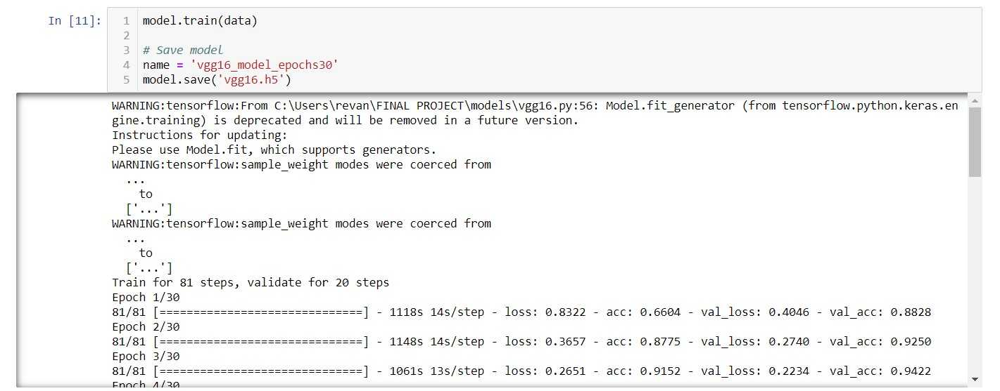 In [11]:
1 model.train(data)
2
3 # Save model
4 name = 'vgg16_model_epochs30'
5 model.save('vgg16.h5')
WARNING:tensorflow:From C:\Users\revan\FINAL PROJECT\models\vgg16.py:56: Model.fit_generator (from tensorflow.python.keras.en
gine.training) is deprecated and will be removed in a future version.
Instructions for updating:
Please use Model.fit, which supports generators.
WARNING:tensorflow:sample_weight modes were coerced from
...
to
['...']
WARNING:tensorflow:sample_weight modes were coerced from
...
to
['...']
Train for 81 steps, validate for 20 steps
Epoch 1/30
81/81 [==============================] - 1118s 14s/step - loss: 0.8322 - acc: 0.6604 - val_loss: 0.4046 - val_acc: 0.8828
Epoch 2/30
81/81 [==============================] - 1148s 14s/step - loss: 0.3657 - acc: 0.8775 - val_loss: 0.2740 - val_acc: 0.9250
Epoch 3/30
81/81 [==============================] - 1061s 13s/step - loss: 0.2651 - acc: 0.9152 - val_loss: 0.2234 - val_acc: 0.9422
Epoch 4/30